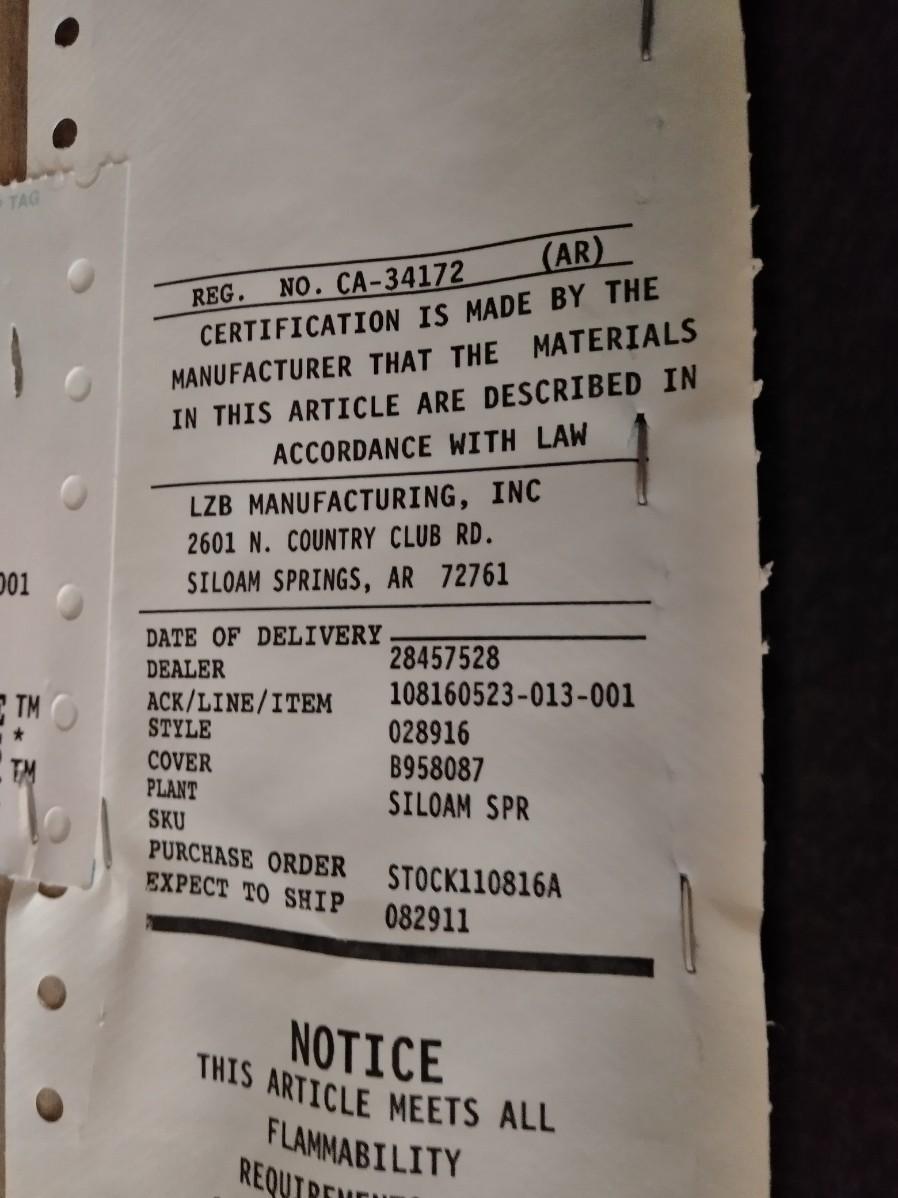 TAG
REG. NO. CA-34172 (AR)
CERTIFICATION IS MADE BY THE
MANUFACTURER THAT THE MATERIALS
IN THIS ARTICLE ARE DESCRIBED IN
ACCORDANCE WITH LAW
LZB MANUFACTURING, INC
2601 N. COUNTRY CLUB RD.
SILOAM SPRINGS, AR 72761
001
TM
*
TM
DATE OF DELIVERY
DEALER 28457528
ACK/LINE/ITEM 108160523-013-001
STYLE 028916
COVER B958087
PLANT SILOAM SPR
SKU
PURCHASE ORDER STOCK110816A
EXPECT TO SHIP 082911
NOTICE
THIS ARTICLE MEETS ALL
FLAMMABILITY